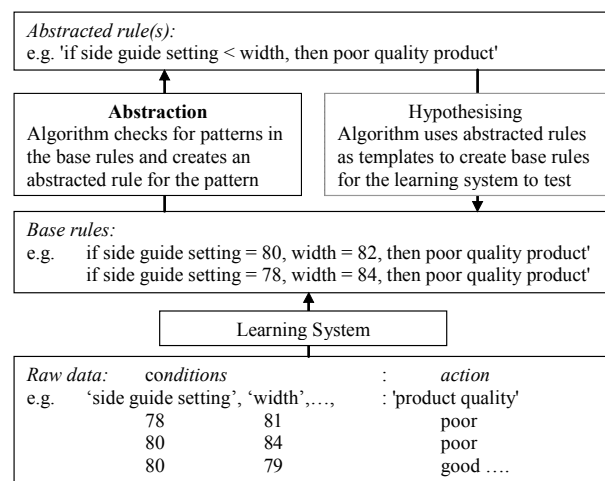 Abstracted rule(s):
e.g. 'if side guide setting < width, then poor quality product'
Abstraction
Algorithm checks for patterns in
the base rules and creates an
abstracted rule for the pattern
Hypothesising
Algorithm uses abstracted rules
as templates to create base rules
for the learning system to test
Base rules:
e.g. if side guide setting = 80, width = 82, then poor quality product'
if side guide setting = 78, width = 84, then poor quality product'
Learning System
Raw data: conditions : action
e.g. ‘side guide setting’, ‘width’,…, : 'product quality'
78 81 poor
80 84 poor
80 79 good ….